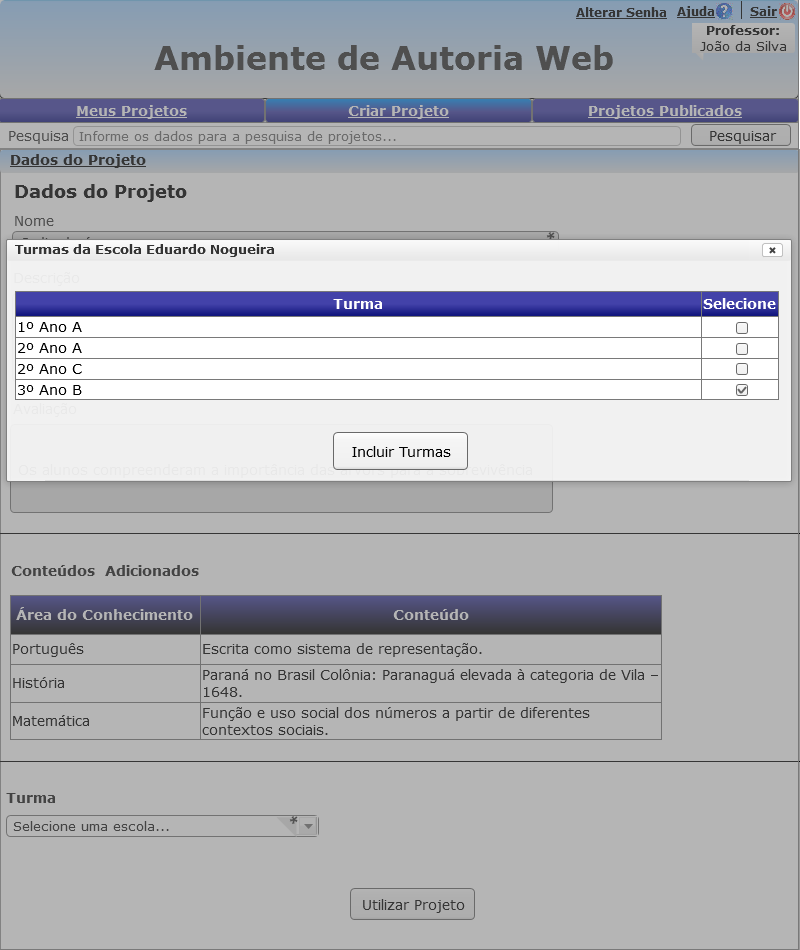 Alterar Senha Ajuda ? Sair
Professor:
João da Silva
Ambiente de Autoria Web
Meus Projetos Criar Projeto Projetos Publicados
Pesquisa Informe os dados para a pesquisa de projetos... Pesquisar
Dados do Projeto
Dados do Projeto
Nome
Turmas da Escola Eduardo Nogueira
Descrição
Turma Selecione
1º Ano A
2º Ano A
2º Ano C
3º Ano B
Avaliação
Incluir Turmas
Os alunos compreenderam a importância das para a sobrevivência
Conteúdos Adicionados
Área do Conhecimento Conteúdo
Português Escrita como sistema de representação.
História Paraná no Brasil Colônia: Paranaguá elevada à categoria de Vila –
1648.
Matemática Função e uso social dos números a partir de diferentes
contextos sociais.
Turma
Selecione uma escola... *
Utilizar Projeto